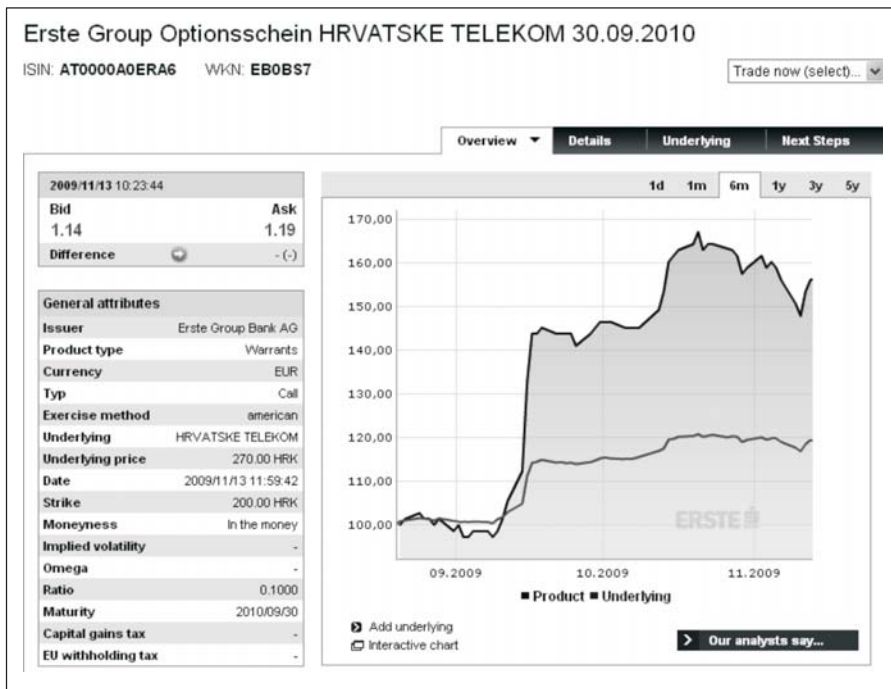 Erste Group Optionsschein HRVATSKE TELEKOM 30.09.2010
ISIN: AT0000A0ERA6 WKN: EB0BS7
Trade now (select)...
Overview Details Underlying Next Steps
2009/11/13 10:23:44
Bid Ask
1.14 1.19
Difference - (-)
General attributes
Issuer Erste Group Bank AG
Product type Warrants
Currency EUR
Typ Call
Exercise method american
Underlying HRVATSKE TELEKOM
Underlying price 270.00 HRK
Date 2009/11/13 11:59:42
Strike 200.00 HRK
Moneyness In the money
Implied volatility -
Omega -
Ratio 0.1000
Maturity 2010/09/30
Capital gains tax -
EU withholding tax -
1d 1m 6m 1y 3y 5y
170,00
160,00
150,00
140,00
130,00
120,00
110,00
100,00
ERSTE
09.2009 10.2009 11.2009
Product Underlying
Add underlying
Interactive chart
Our analysts say...